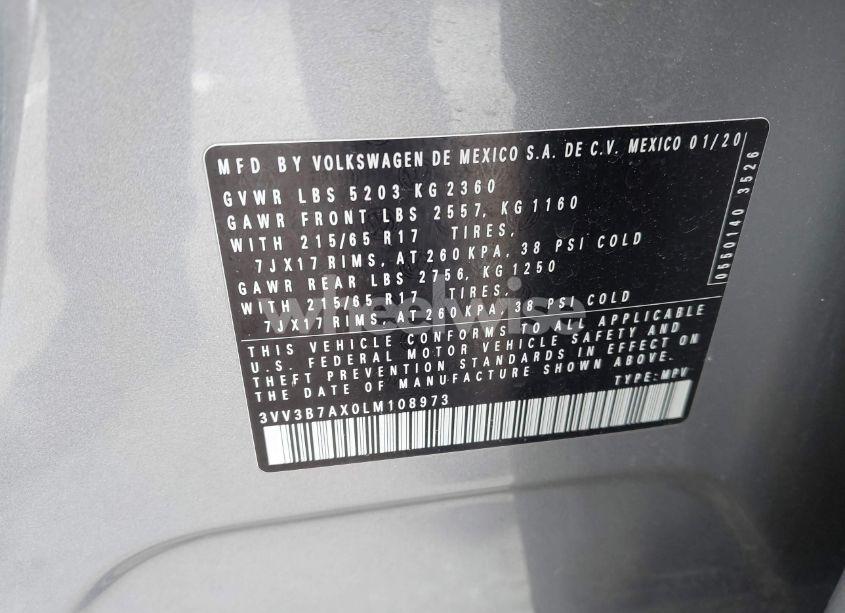 MFD BY VOLKSWAGEN DE MEXICO S.A. DE C.V. MEXICO 01/20
GVWR LBS 5203 KG 2360
GAWR FRONT LBS 2557, KG 1160
WITH 215/65 R17 TIRES,
7JX17 RIMS, AT 260 KPA, 38 PSI COLD
GAWR REAR LBS 2756, KG 1250
WITH 215/65 R17 TIRES,
7JX17 RIMS, AT 260 KPA, 38 PSI COLD
THIS VEHICLE CONFORMS TO ALL APPLICABLE
U.S. FEDERAL MOTOR VEHICLE SAFETY AND
THEFT PREVENTION STANDARDS IN EFFECT ON
THE DATE OF MANUFACTURE SHOWN ABOVE.
3VV3B7AX0LM108973 TYPE:MPV
0550140 3526
wheelwise